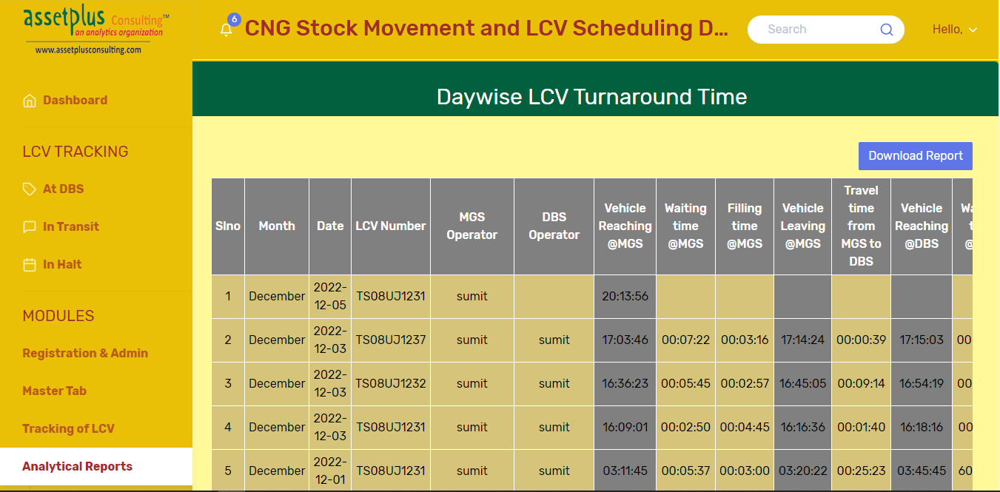 assetplus Consulting™
an analytics organization
www.assetplusconsulting.com
6
CNG Stock Movement and LCV Scheduling D...
Search
Hello,
Dashboard
LCV TRACKING
At DBS
In Transit
In Halt
MODULES
Registration & Admin
Master Tab
Tracking of LCV
Analytical Reports
Daywise LCV Turnaround Time
Download Report
Slno Month Date LCV Number MGS Operator DBS Operator Vehicle Reaching @MGS Waiting time @MGS Filling time @MGS Vehicle Leaving @MGS Travel time from MGS to DBS Vehicle Reaching @DBS
1 December 2022-12-05 TS08UJ1231 sumit 20:13:56
2 December 2022-12-03 TS08UJ1237 sumit sumit 17:03:46 00:07:22 00:03:16 17:14:24 00:00:39 17:15:03 00
3 December 2022-12-03 TS08UJ1232 sumit sumit 16:36:23 00:05:45 00:02:57 16:45:05 00:09:14 16:54:19 00
4 December 2022-12-03 TS08UJ1231 sumit sumit 16:09:01 00:02:50 00:04:45 16:16:36 00:01:40 16:18:16 00
5 December 2022-12-01 TS08UJ1231 sumit sumit 03:11:45 00:05:37 00:03:00 03:20:22 00:25:23 03:45:45 60